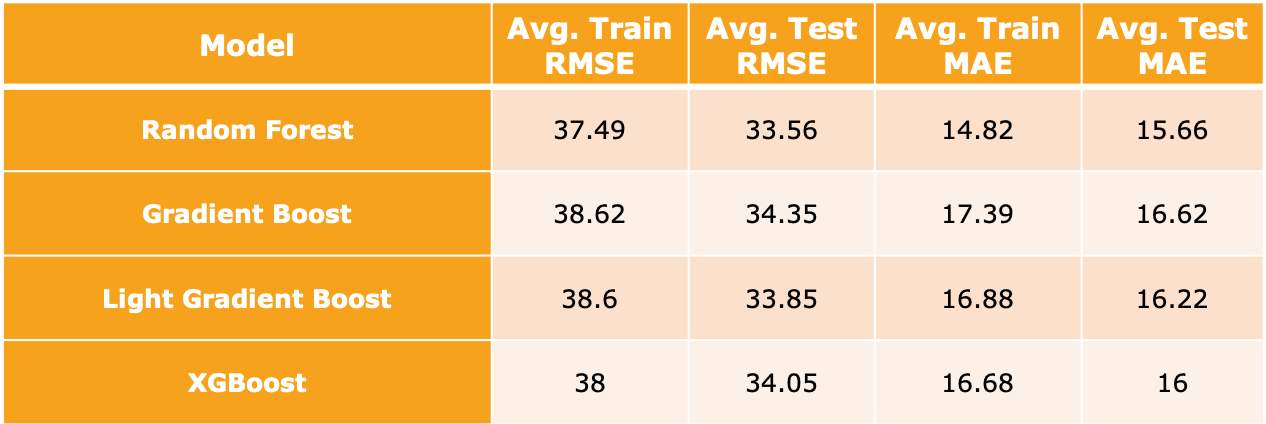 Model Avg. Train RMSE Avg. Test RMSE Avg. Train MAE Avg. Test MAE
Random Forest 37.49 33.56 14.82 15.66
Gradient Boost 38.62 34.35 17.39 16.62
Light Gradient Boost 38.6 33.85 16.88 16.22
XGBoost 38 34.05 16.68 16